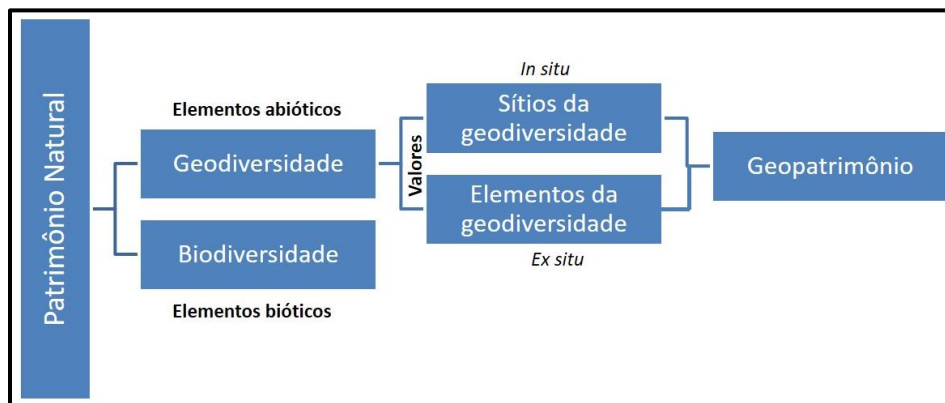 Patrimônio Natural
Elementos abióticos
Geodiversidade
Biodiversidade
Elementos bióticos
Valores
In situ
Sítios da
geodiversidade
Elementos da
geodiversidade
Ex situ
Geopatrimônio